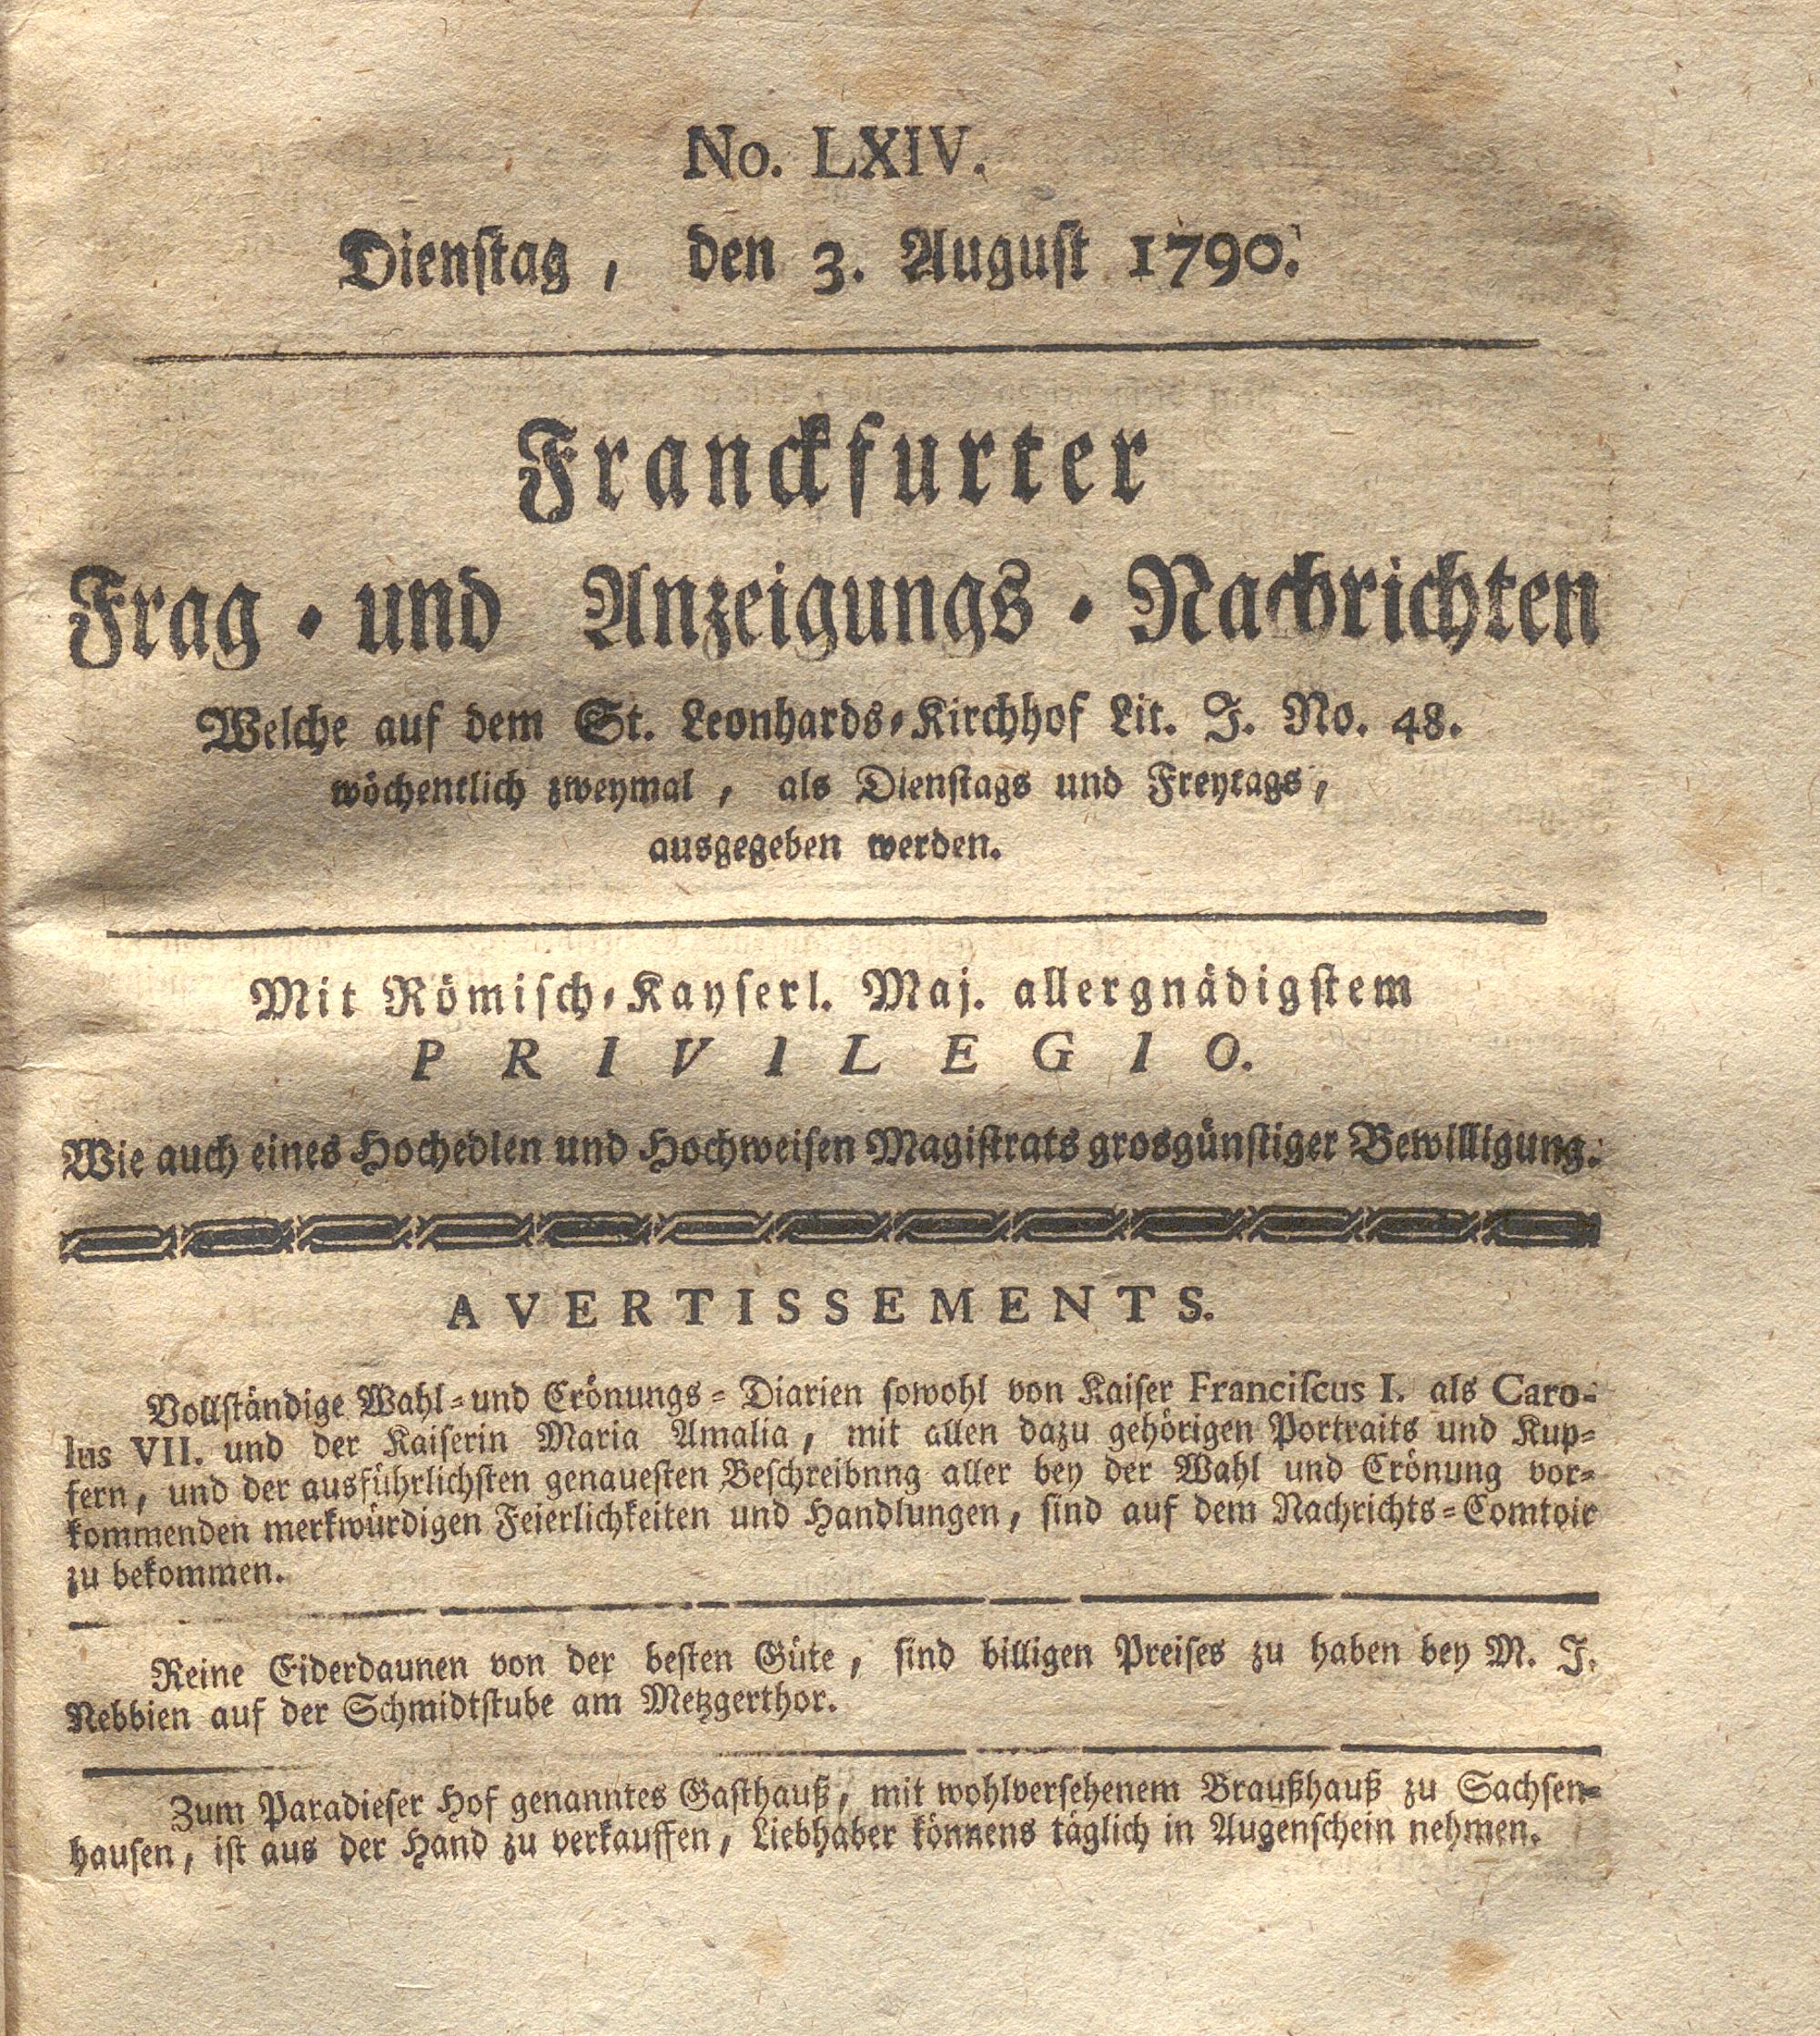 No. LXIV.
Dienstag, den 3. August 1790.
Franckfurter
Frag- und Anzeigungs-Nachrichten
Welche auf dem St. Leonhards-Kirchhof Lit. J. No. 48.
wöchentlich zweymal, als Dienstags und Freytags,
ausgegeben werden.
Mit Römisch-Kayserl. Maj. allergnädigstem
PRIVILEGIO.
Wie auch eines Hochedlen und Hochweisen Magistrats grosgünstiger Bewilligung.
AVERTISSEMENTS.
Vollständige Wahl- und Crönungs-Diarien sowohl von Kaiser Franciscus I. als Caro-
lus VII. und der Kaiserin Maria Amalia, mit allen dazu gehörigen Portraits und Kup-
fern, und der ausführlichsten genauesten Beschreibnng aller bey der Wahl und Crönung vor-
kommenden merkwürdigen Feierlichkeiten und Handlungen, sind auf dem Nachrichts-Comtoir
zu bekommen.
Reine Eiderdaunen von der besten Güte, sind billigen Preises zu haben bey M. J.
Nebbien auf der Schmidtstube am Metzgerthor.
Zum Paradieser Hof genanntes Gasthauß, mit wohlversehenem Braußhauß zu Sachsen-
hausen, ist aus der Hand zu verkauffen, Liebhaber könnens täglich in Augenschein nehmen.